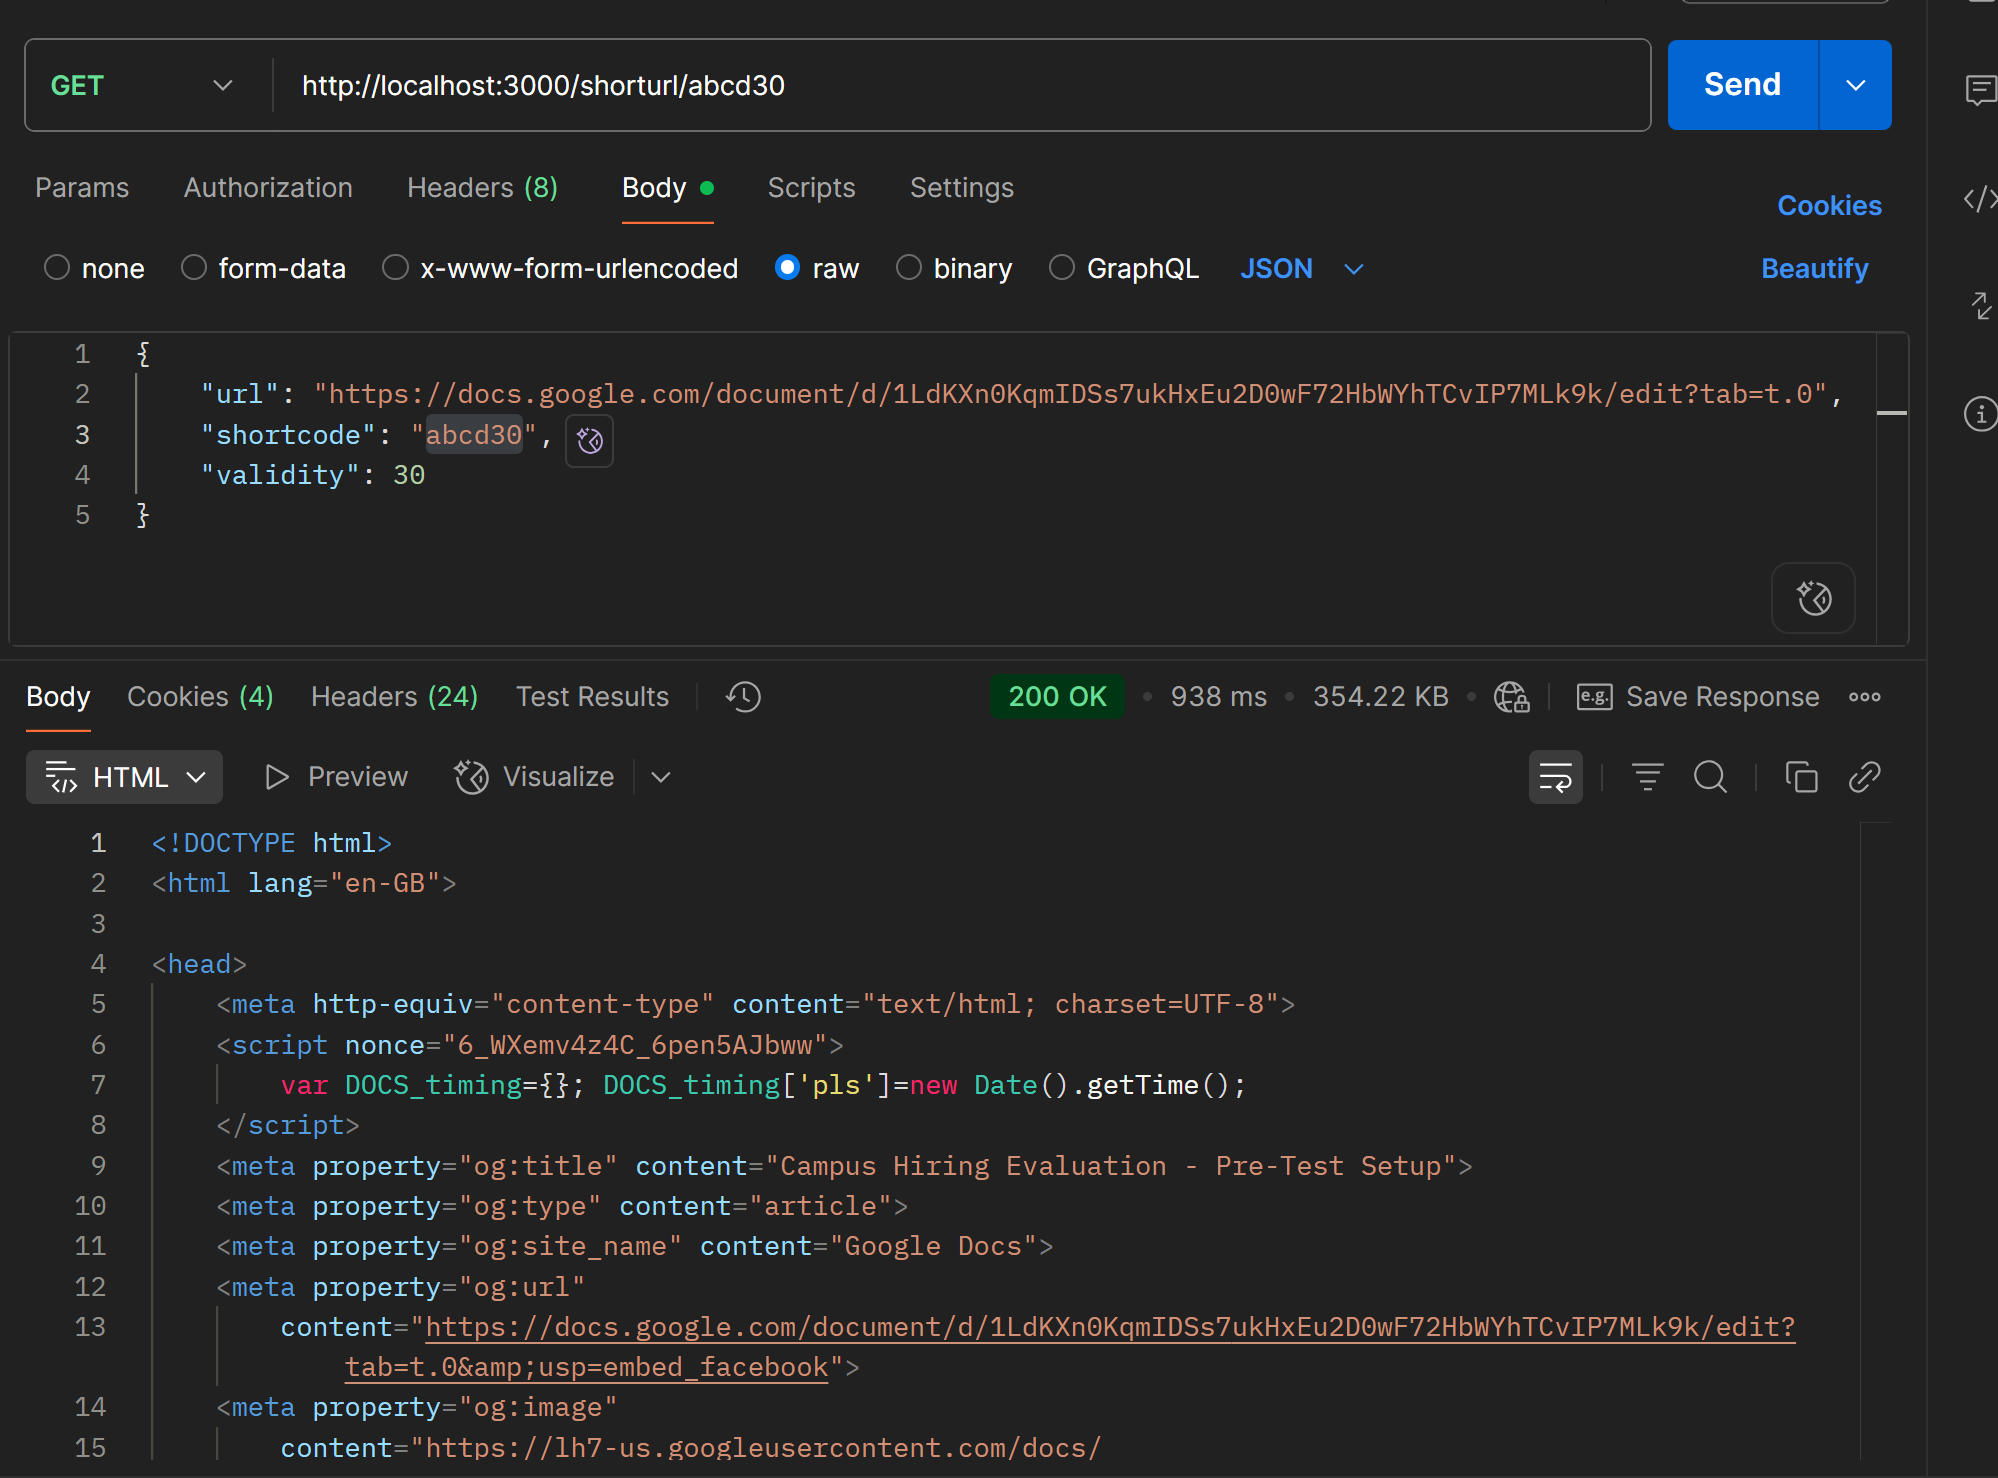 GET http://localhost:3000/shorturl/abcd30 Send
Params Authorization Headers (8) Body Scripts Settings Cookies
none form-data x-www-form-urlencoded raw binary GraphQL JSON Beautify
1 {
2 "url": "https://docs.google.com/document/d/1LdKXn0KqmIDSs7ukHxEu2D0wF72HbWYhTCvIP7MLk9k/edit?tab=t.0",
3 "shortcode": "abcd30",
4 "validity": 30
5 }
Body Cookies (4) Headers (24) Test Results 200 OK • 938 ms • 354.22 KB • e.g. Save Response
HTML Preview Visualize
1 <!DOCTYPE html>
2 <html lang="en-GB">
3
4 <head>
5 <meta http-equiv="content-type" content="text/html; charset=UTF-8">
6 <script nonce="6_WXemv4z4C_6pen5AJbww">
7 var DOCS_timing={}; DOCS_timing['pls']=new Date().getTime();
8 </script>
9 <meta property="og:title" content="Campus Hiring Evaluation - Pre-Test Setup">
10 <meta property="og:type" content="article">
11 <meta property="og:site_name" content="Google Docs">
12 <meta property="og:url"
13 content="https://docs.google.com/document/d/1LdKXn0KqmIDSs7ukHxEu2D0wF72HbWYhTCvIP7MLk9k/edit?
tab=t.0&amp;usp=embed_facebook">
14 <meta property="og:image"
15 content="https://lh7-us.googleusercontent.com/docs/